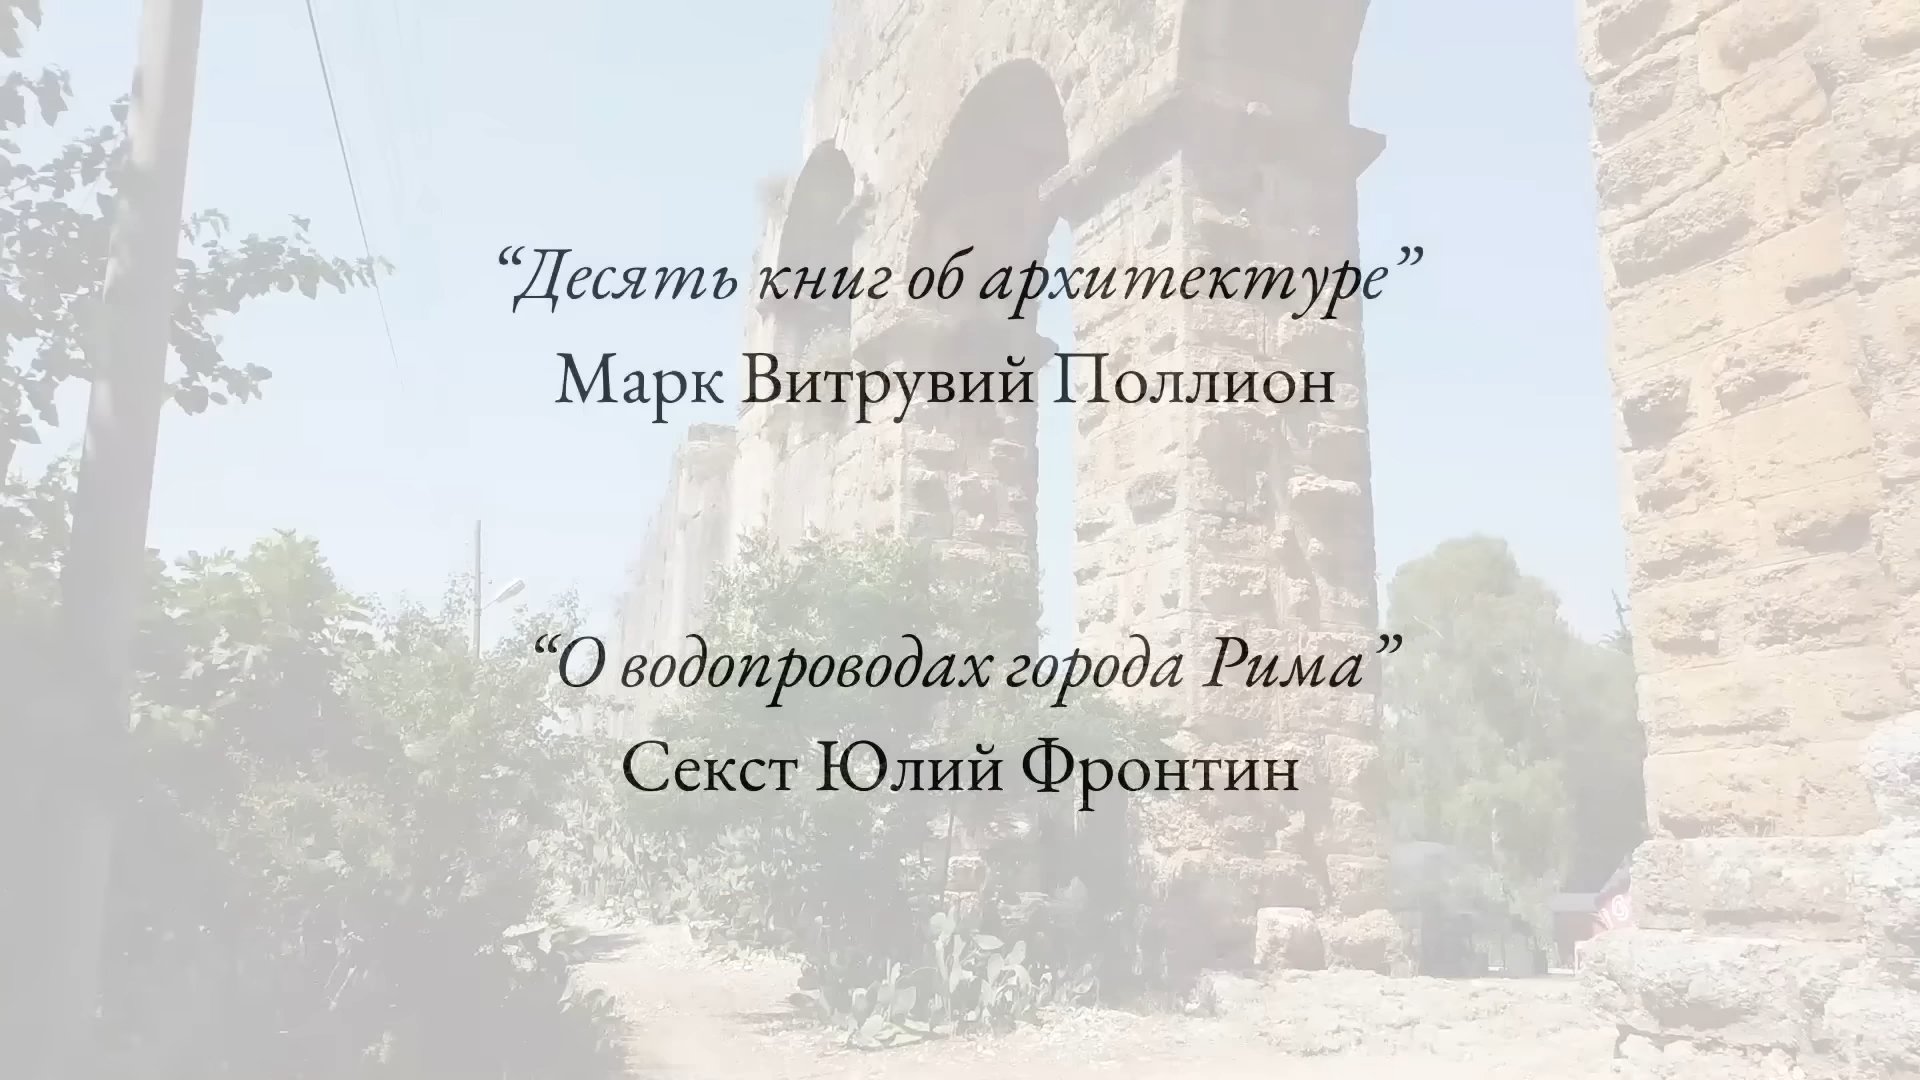 “Десять книг об архитектуре”
Марк Витрувий Поллион
“О водопроводах города Рима”
Секст Юлий Фронтин